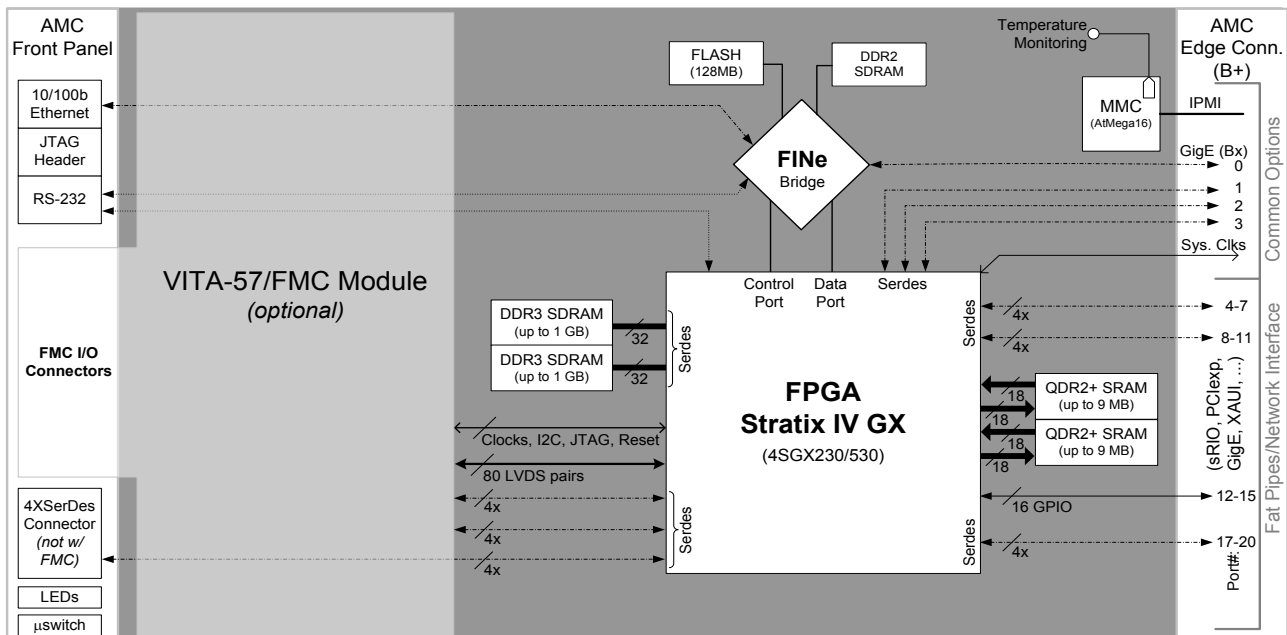 AMC
Front Panel
10/100b
Ethernet
JTAG
Header
RS-232
FMC I/O
Connectors
4XSerDes
Connector
(not w/
FMC)
LEDs
µswitch
VITA-57/FMC Module
(optional)
FLASH
(128MB)
DDR2
SDRAM
FINe
Bridge
Temperature
Monitoring
MMC
(AtMega16)
AMC
Edge Conn.
(B+)
IPMI
GigE (Bx)
0
1
2
3
Sys. Clks
Common Options
Control
Port
Data
Port
Serdes
DDR3 SDRAM
(up to 1 GB)
32
DDR3 SDRAM
(up to 1 GB)
32
Serdes
FPGA
Stratix IV GX
(4SGX230/530)
Clocks, I2C, JTAG, Reset
80 LVDS pairs
4x
4x
4x
Serdes
Serdes
4x
4-7
4x
8-11
18
18
18
18
QDR2+ SRAM
(up to 9 MB)
QDR2+ SRAM
(up to 9 MB)
(sRIO, PCIexp,
GigE, XAUI, ...)
16 GPIO
12-15
Serdes
4x
17-20
Port#:
Fat Pipes/Network Interface